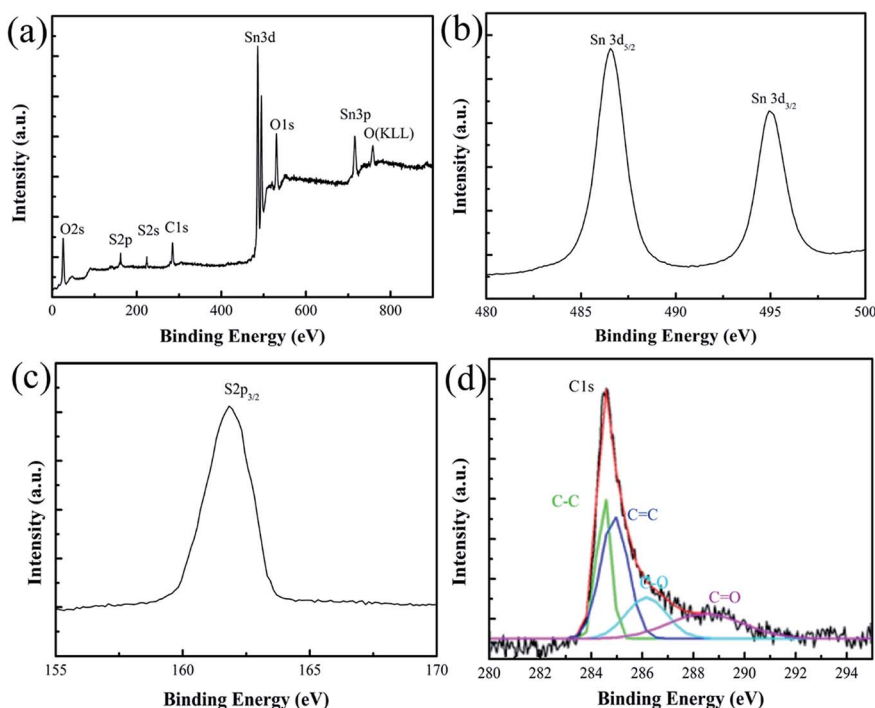 (a)
Sn3d
O1s
Sn3p
O(KLL)
O2s
S2p
S2s
C1s
Intensity (a.u.)
0 200 400 600 800
Binding Energy (eV)
(b)
Sn 3d5/2
Sn 3d3/2
Intensity (a.u.)
480 485 490 495 500
Binding Energy (eV)
(c)
S2p3/2
Intensity (a.u.)
155 160 165 170
Binding Energy (eV)
(d)
C1s
C-C
C=C
C-O
C=O
Intensity (a.u.)
280 282 284 286 288 290 292 294
Binding Energy (eV)